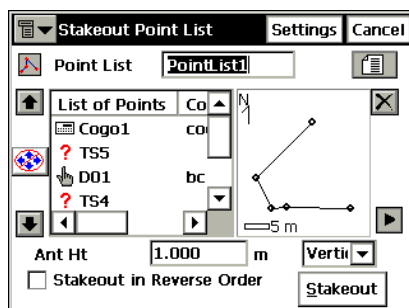 Stakeout Point List Settings Cancel
Point List PointList1
List of Points Co
Cogo1 co
? TS5
D01 bc
? TS4
N
5 m
Ant Ht 1.000 m Verti
Stakeout in Reverse Order Stakeout